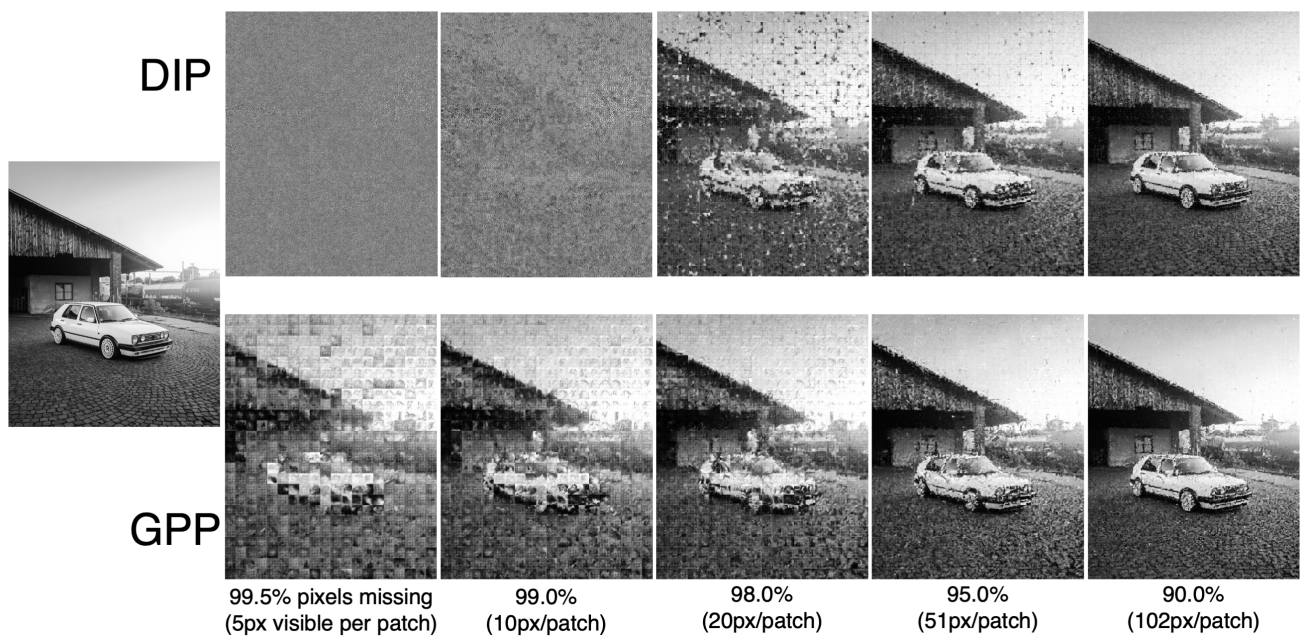 DIP
GPP
99.5% pixels missing
(5px visible per patch)
99.0%
(10px/patch)
98.0%
(20px/patch)
95.0%
(51px/patch)
90.0%
(102px/patch)